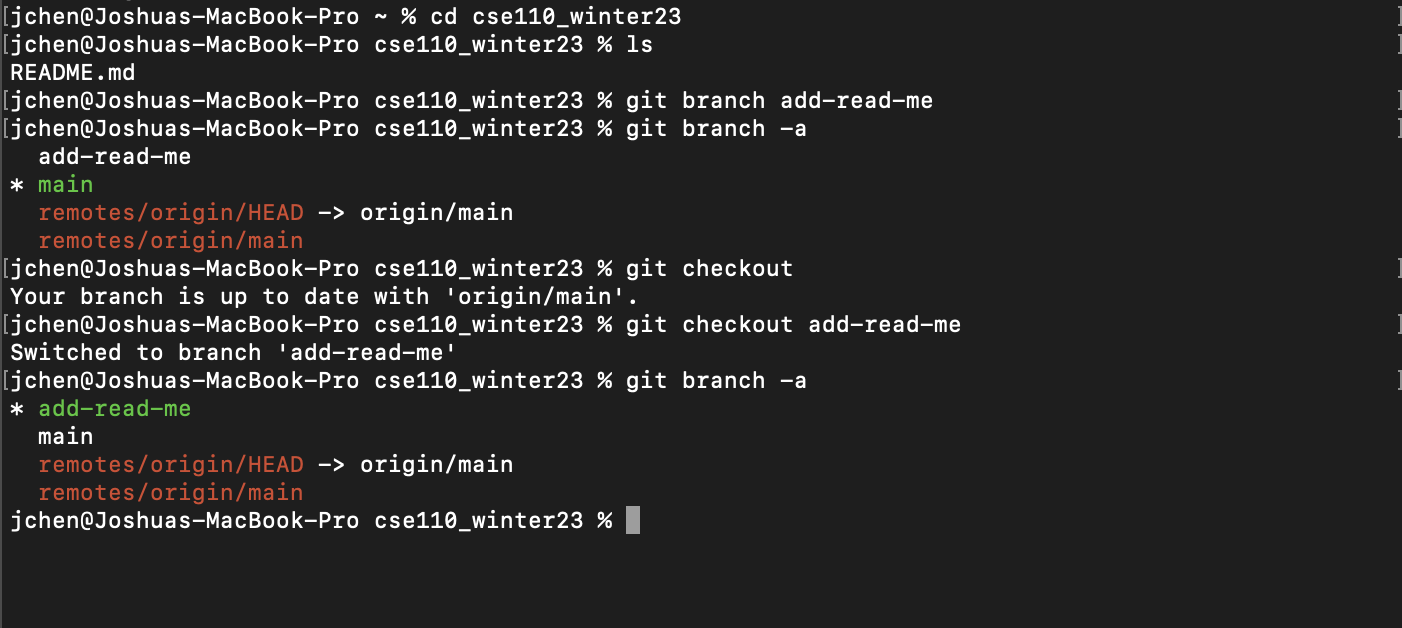 [jchen@Joshuas-MacBook-Pro ~ % cd cse110_winter23 ]
[jchen@Joshuas-MacBook-Pro cse110_winter23 % ls ]
README.md
[jchen@Joshuas-MacBook-Pro cse110_winter23 % git branch add-read-me ]
[jchen@Joshuas-MacBook-Pro cse110_winter23 % git branch -a ]
  add-read-me
* main
  remotes/origin/HEAD -> origin/main
  remotes/origin/main
[jchen@Joshuas-MacBook-Pro cse110_winter23 % git checkout ]
Your branch is up to date with 'origin/main'.
[jchen@Joshuas-MacBook-Pro cse110_winter23 % git checkout add-read-me ]
Switched to branch 'add-read-me'
[jchen@Joshuas-MacBook-Pro cse110_winter23 % git branch -a ]
* add-read-me
  main
  remotes/origin/HEAD -> origin/main
  remotes/origin/main
jchen@Joshuas-MacBook-Pro cse110_winter23 %